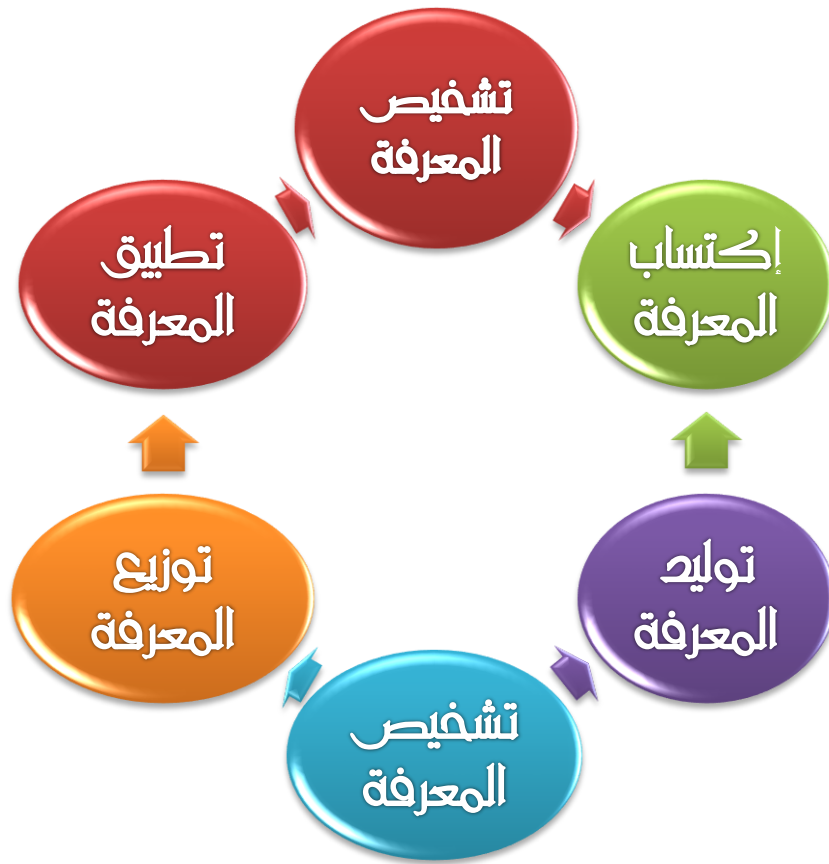 تشخيص
المعرفة
إكتساب
المعرفة
توليد
المعرفة
تشخيص
المعرفة
توزيع
المعرفة
تطبيق
المعرفة